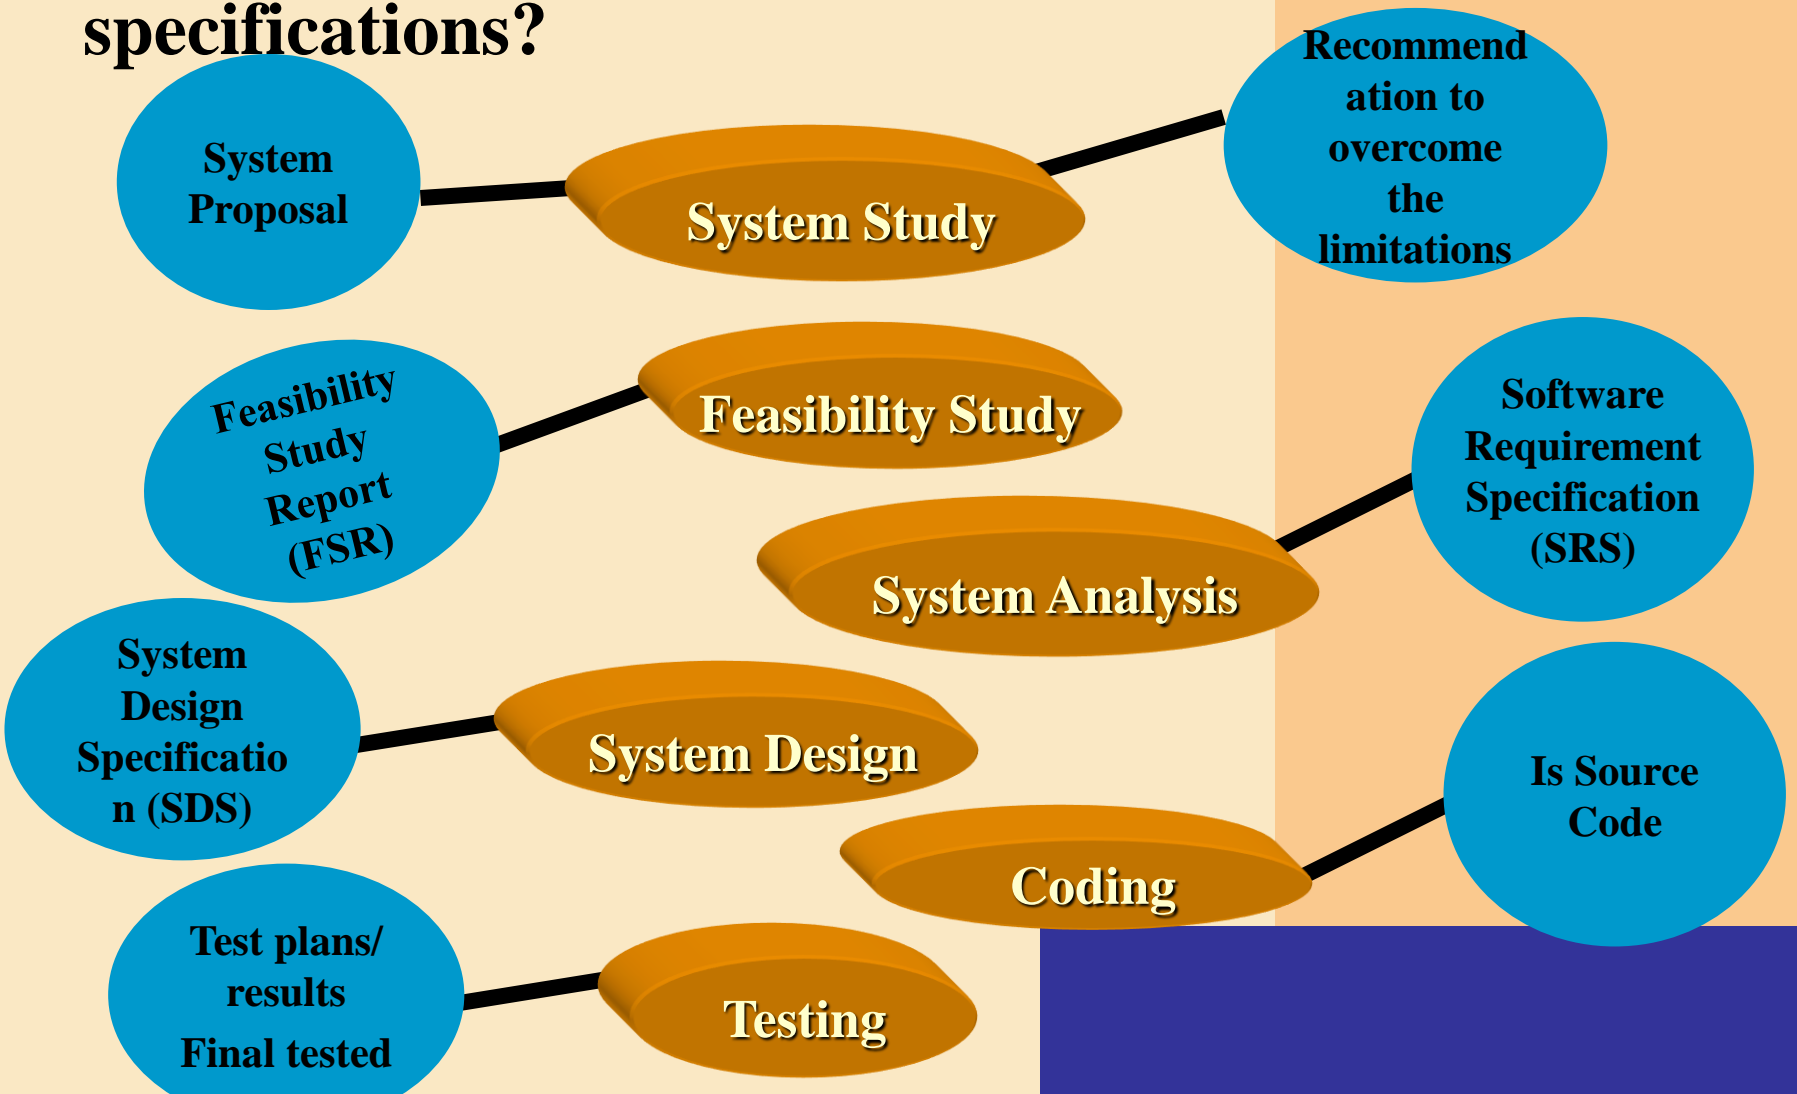 specifications?
System
Proposal
System Study
Recommend
ation to
overcome
the
limitations
Feasibility
Study
Report
(FSR)
Feasibility Study
System Analysis
Software
Requirement
Specification
(SRS)
System
Design
Specificatio
n (SDS)
System Design
Coding
Is Source
Code
Test plans/
results
Final tested
Testing